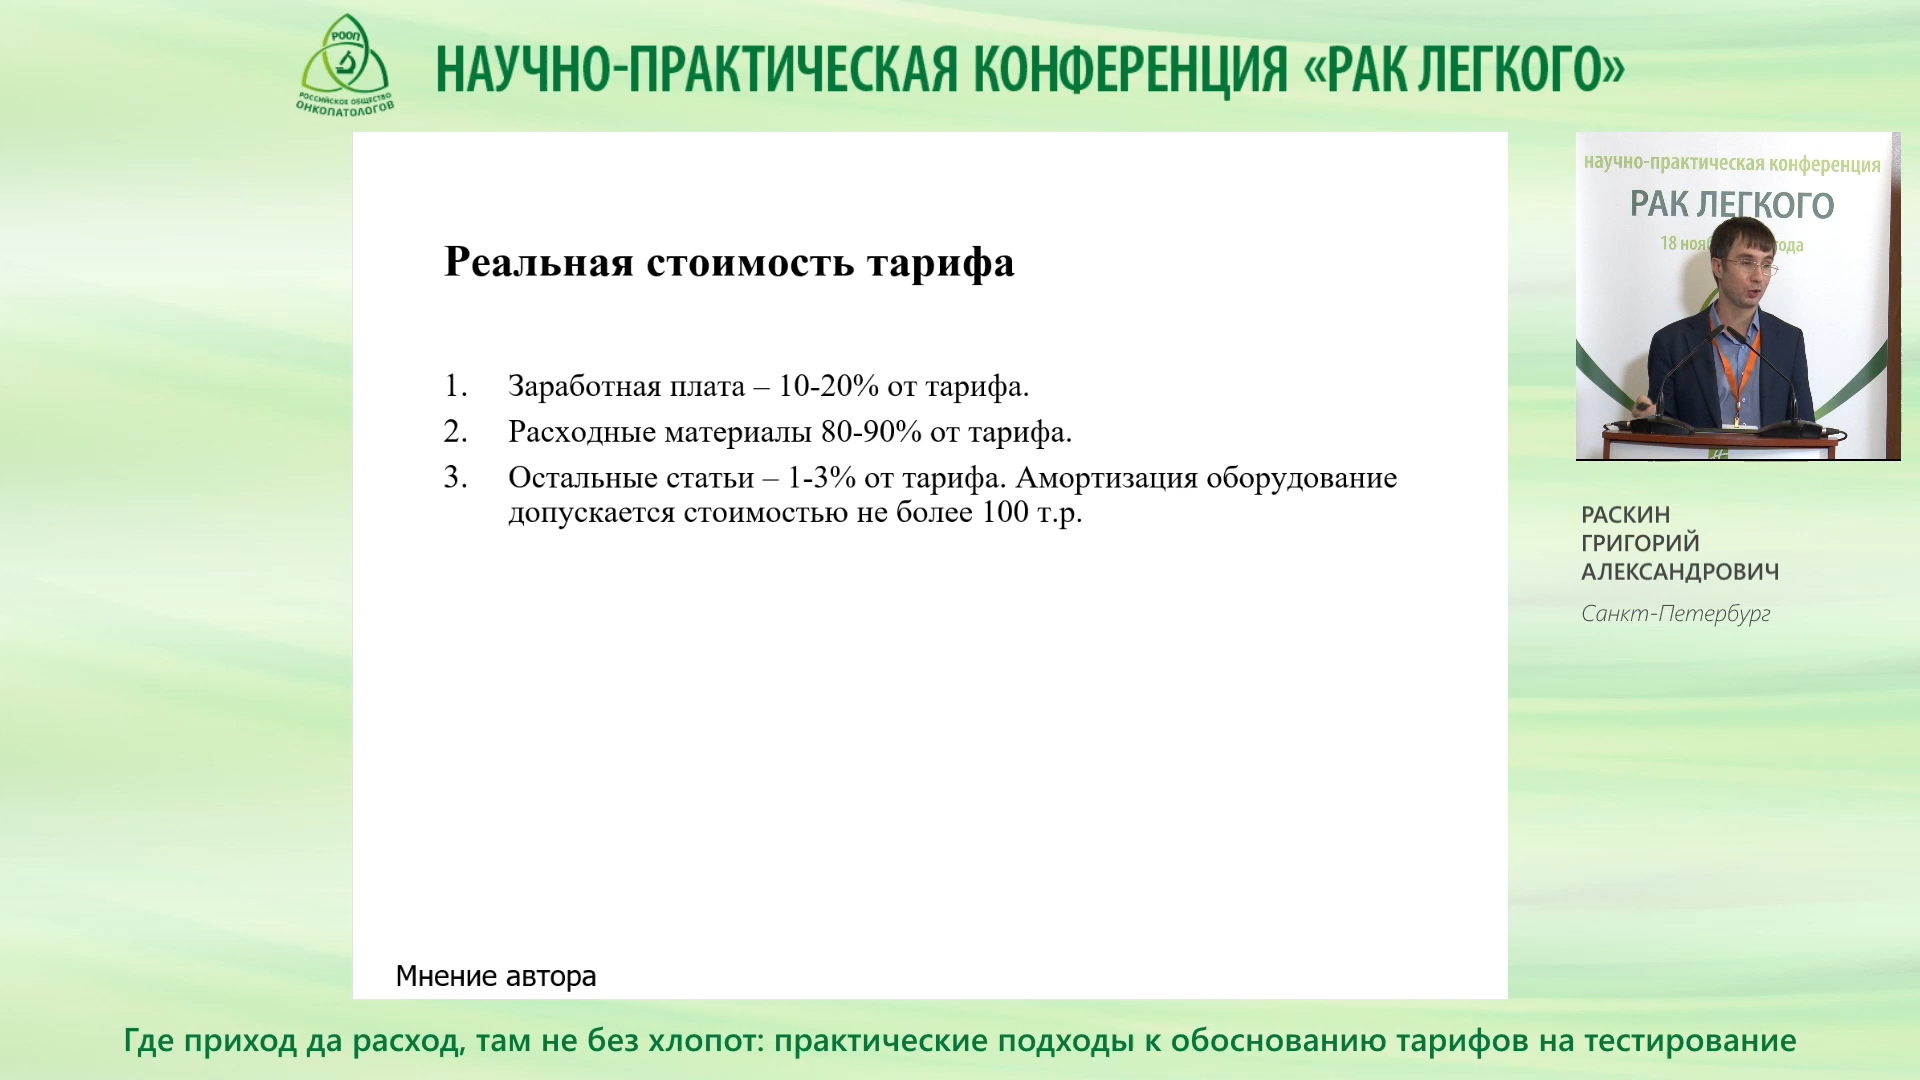 РООП
РОССИЙСКОЕ ОБЩЕСТВО
ОНКОПАТОЛОГОВ
НАУЧНО-ПРАКТИЧЕСКАЯ КОНФЕРЕНЦИЯ «РАК ЛЕГКОГО»
Реальная стоимость тарифа
1. Заработная плата – 10-20% от тарифа.
2. Расходные материалы 80-90% от тарифа.
3. Остальные статьи – 1-3% от тарифа. Амортизация оборудование
допускается стоимостью не более 100 т.р.
Мнение автора
научно-практическая конференция
РАК ЛЕГКОГО
18
РАСКИН
ГРИГОРИЙ
АЛЕКСАНДРОВИЧ
Санкт-Петербург
Где приход да расход, там не без хлопот: практические подходы к обоснованию тарифов на тестирование